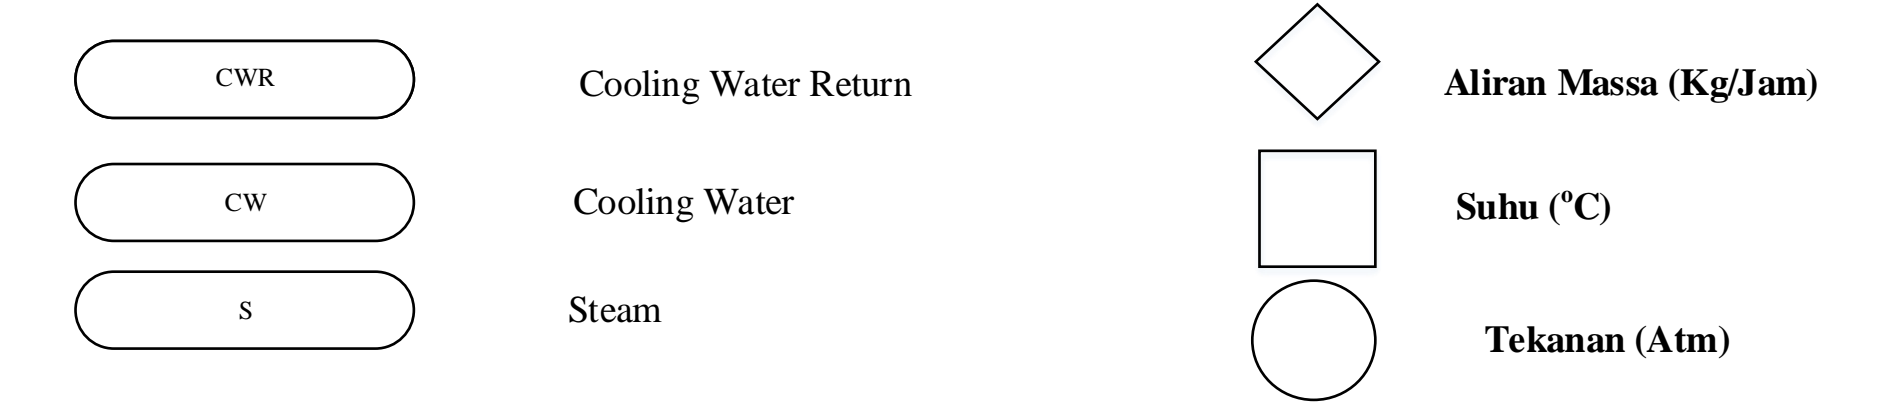 CWR
Cooling Water Return
CW
Cooling Water
S
Steam
Aliran Massa (Kg/Jam)
Suhu (ºC)
Tekanan (Atm)